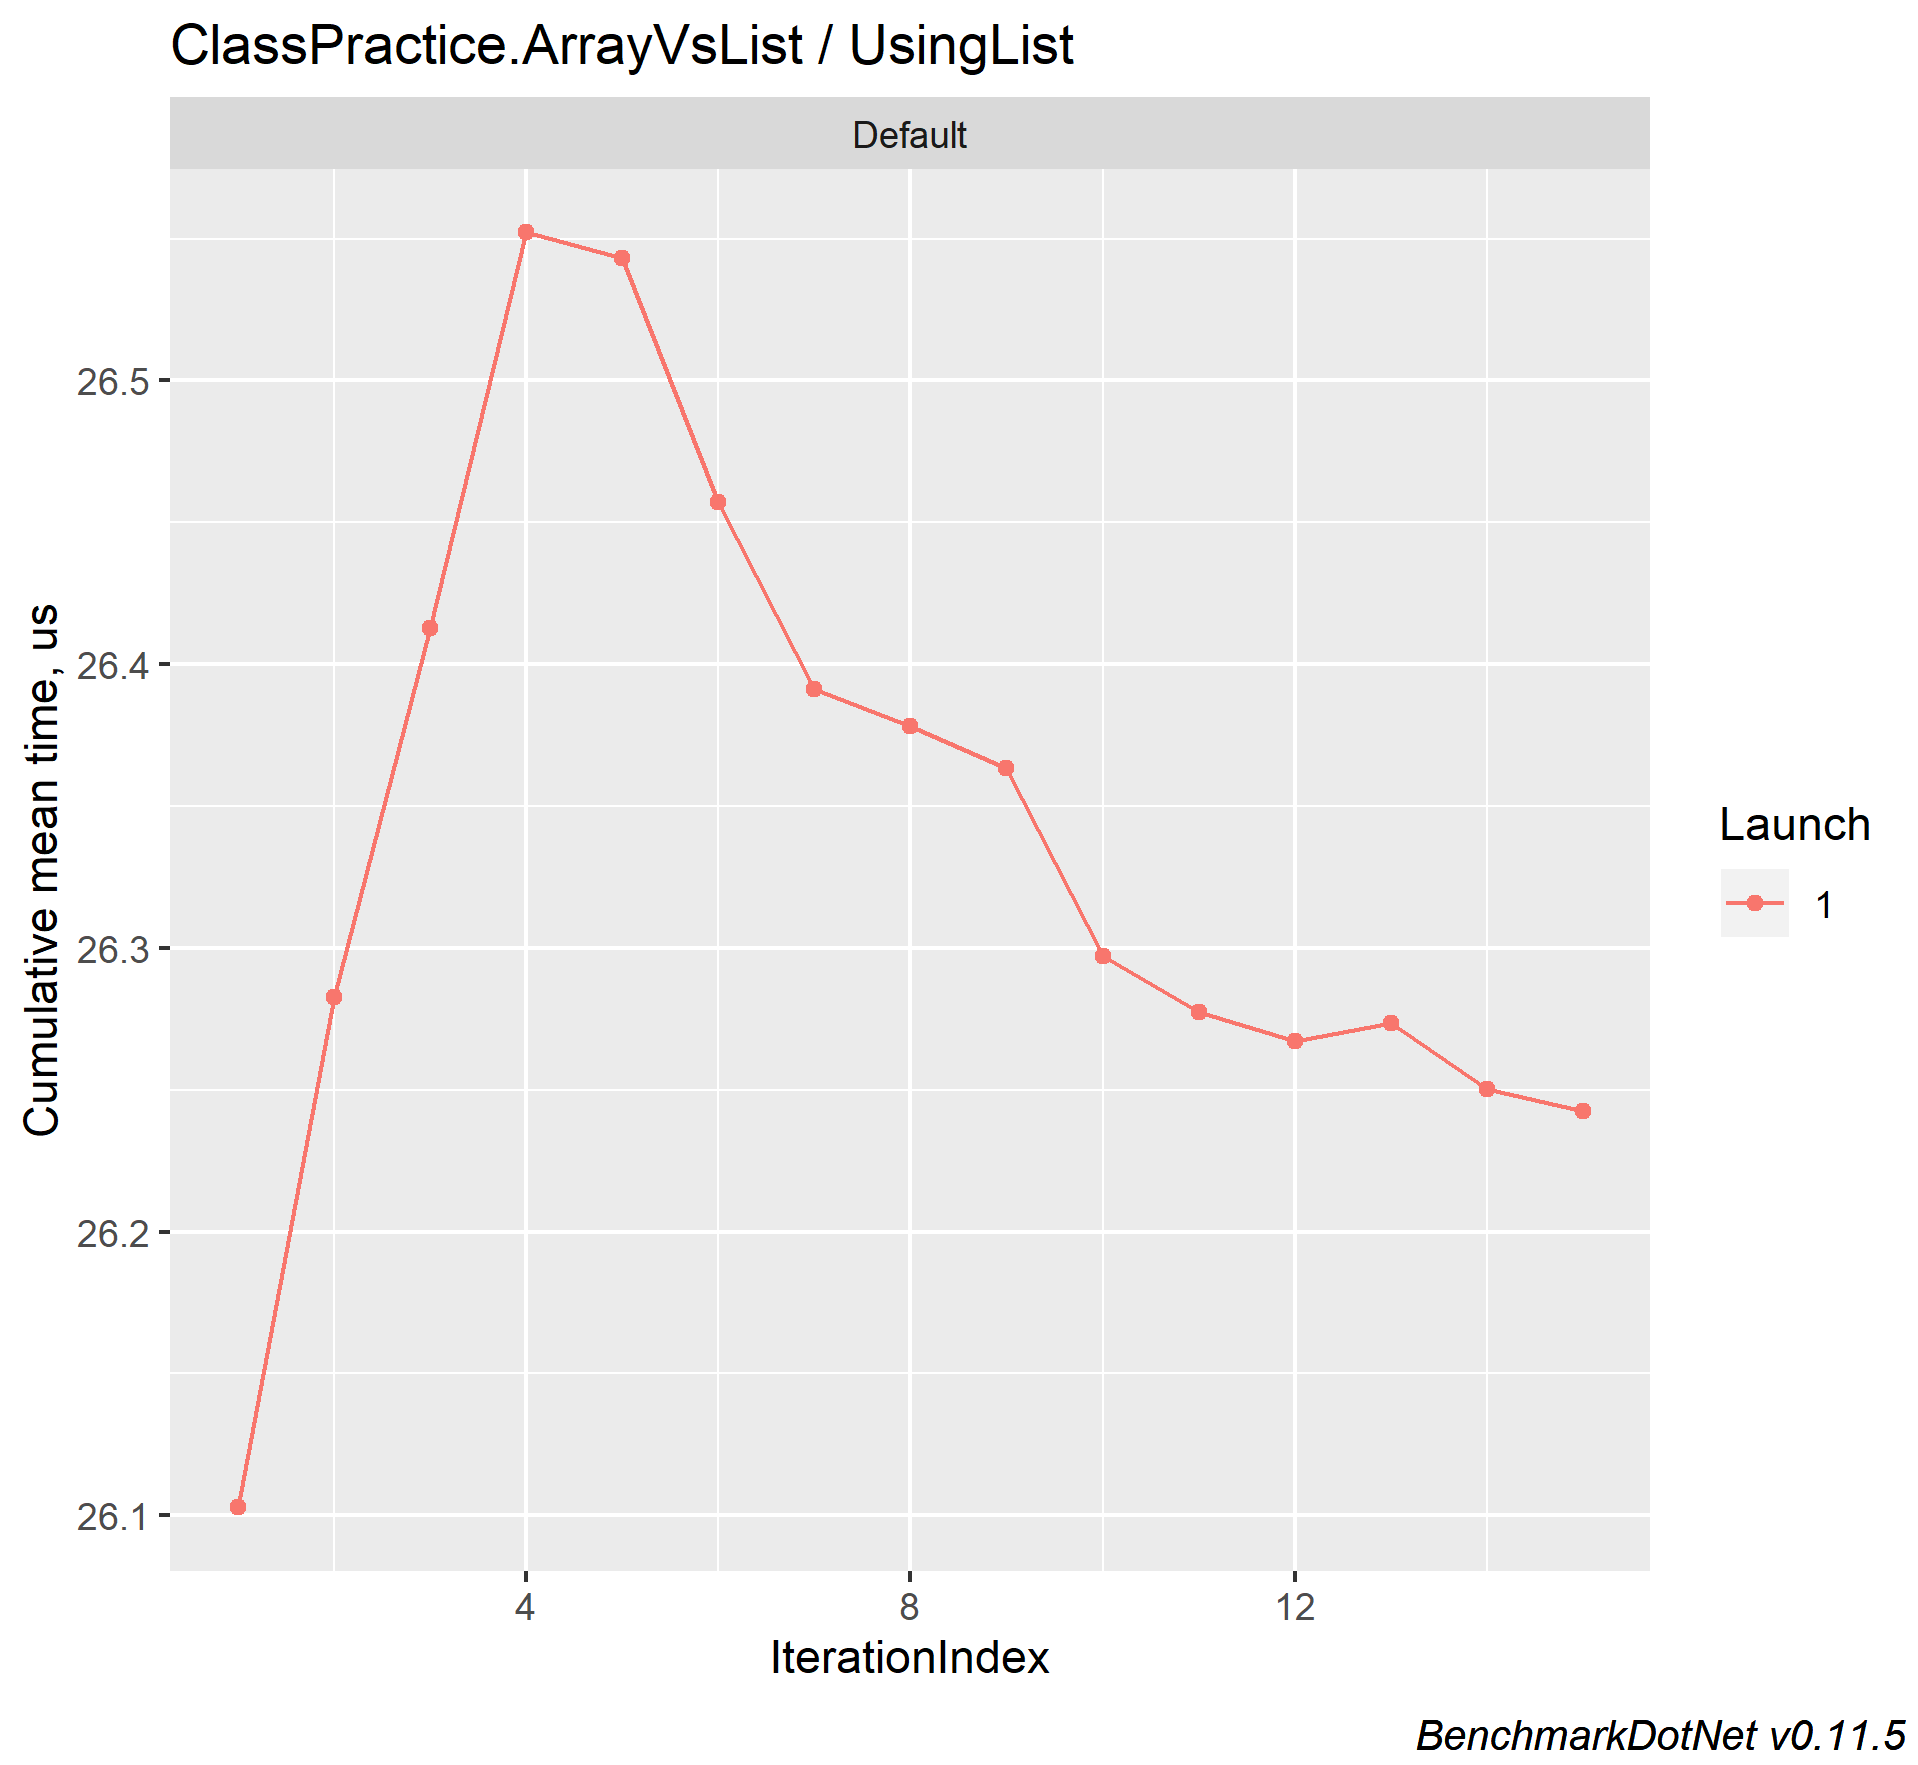 ClassPractice.ArrayVsList / UsingList
Default
Cumulative mean time, us
26.5
26.4
26.3
26.2
26.1
4
8
12
IterationIndex
Launch
1
BenchmarkDotNet v0.11.5